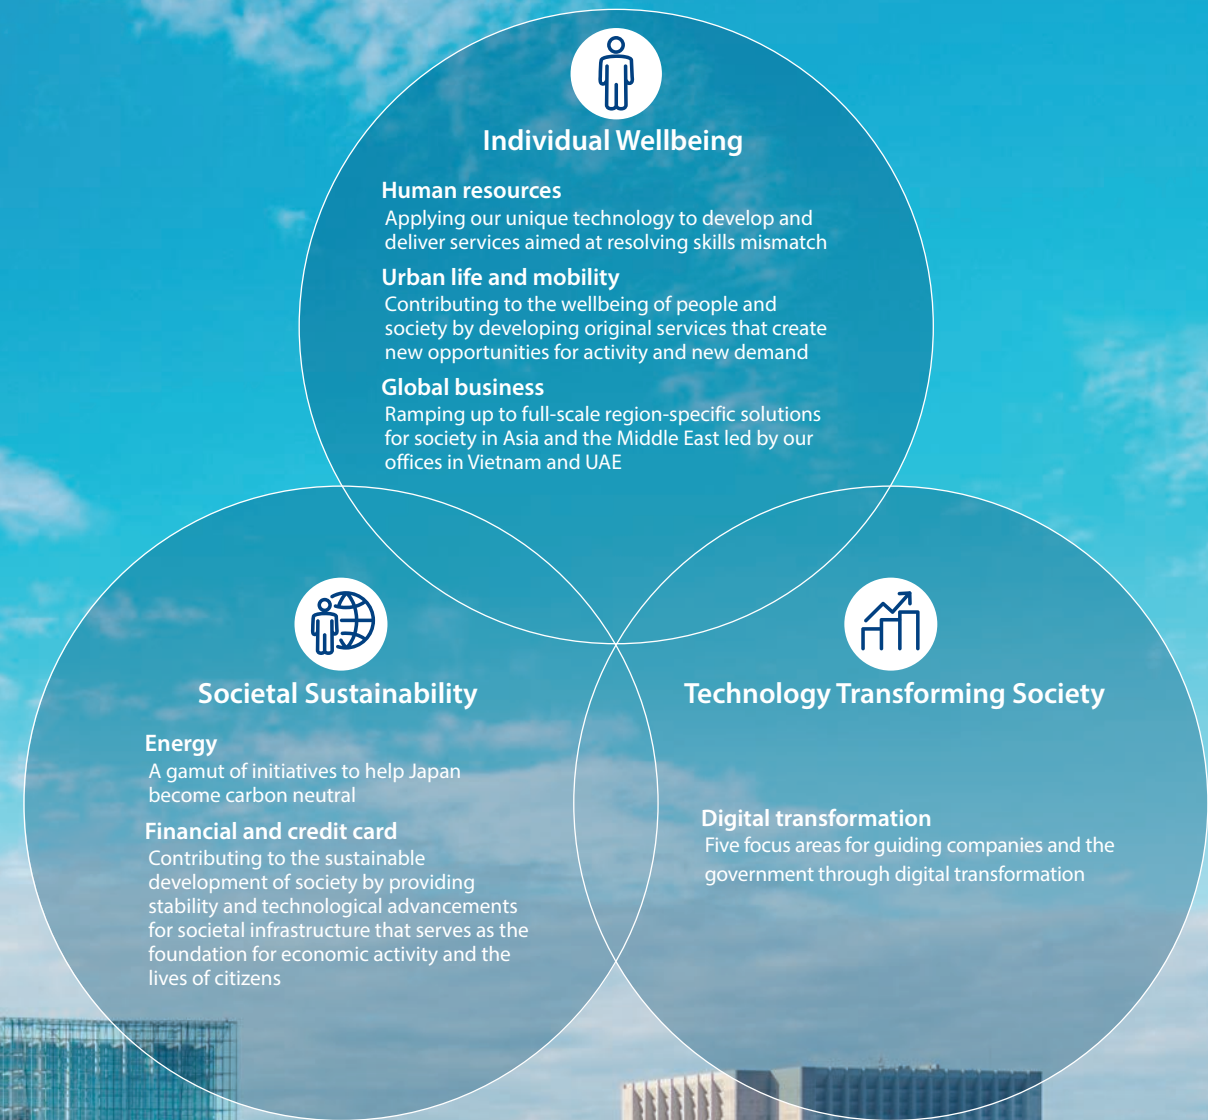 Individual Wellbeing
Human resources
Applying our unique technology to develop and
deliver services aimed at resolving skills mismatch
Urban life and mobility
Contributing to the wellbeing of people and
society by developing original services that create
new opportunities for activity and new demand
Global business
Ramping up to full-scale region-specific solutions
for society in Asia and the Middle East led by our
offices in Vietnam and UAE
Societal Sustainability
Energy
A gamut of initiatives to help Japan
become carbon neutral
Financial and credit card
Contributing to the sustainable
development of society by providing
stability and technological advancements
for societal infrastructure that serves as the
foundation for economic activity and the
lives of citizens
Technology Transforming Society
Digital transformation
Five focus areas for guiding companies and the
government through digital transformation